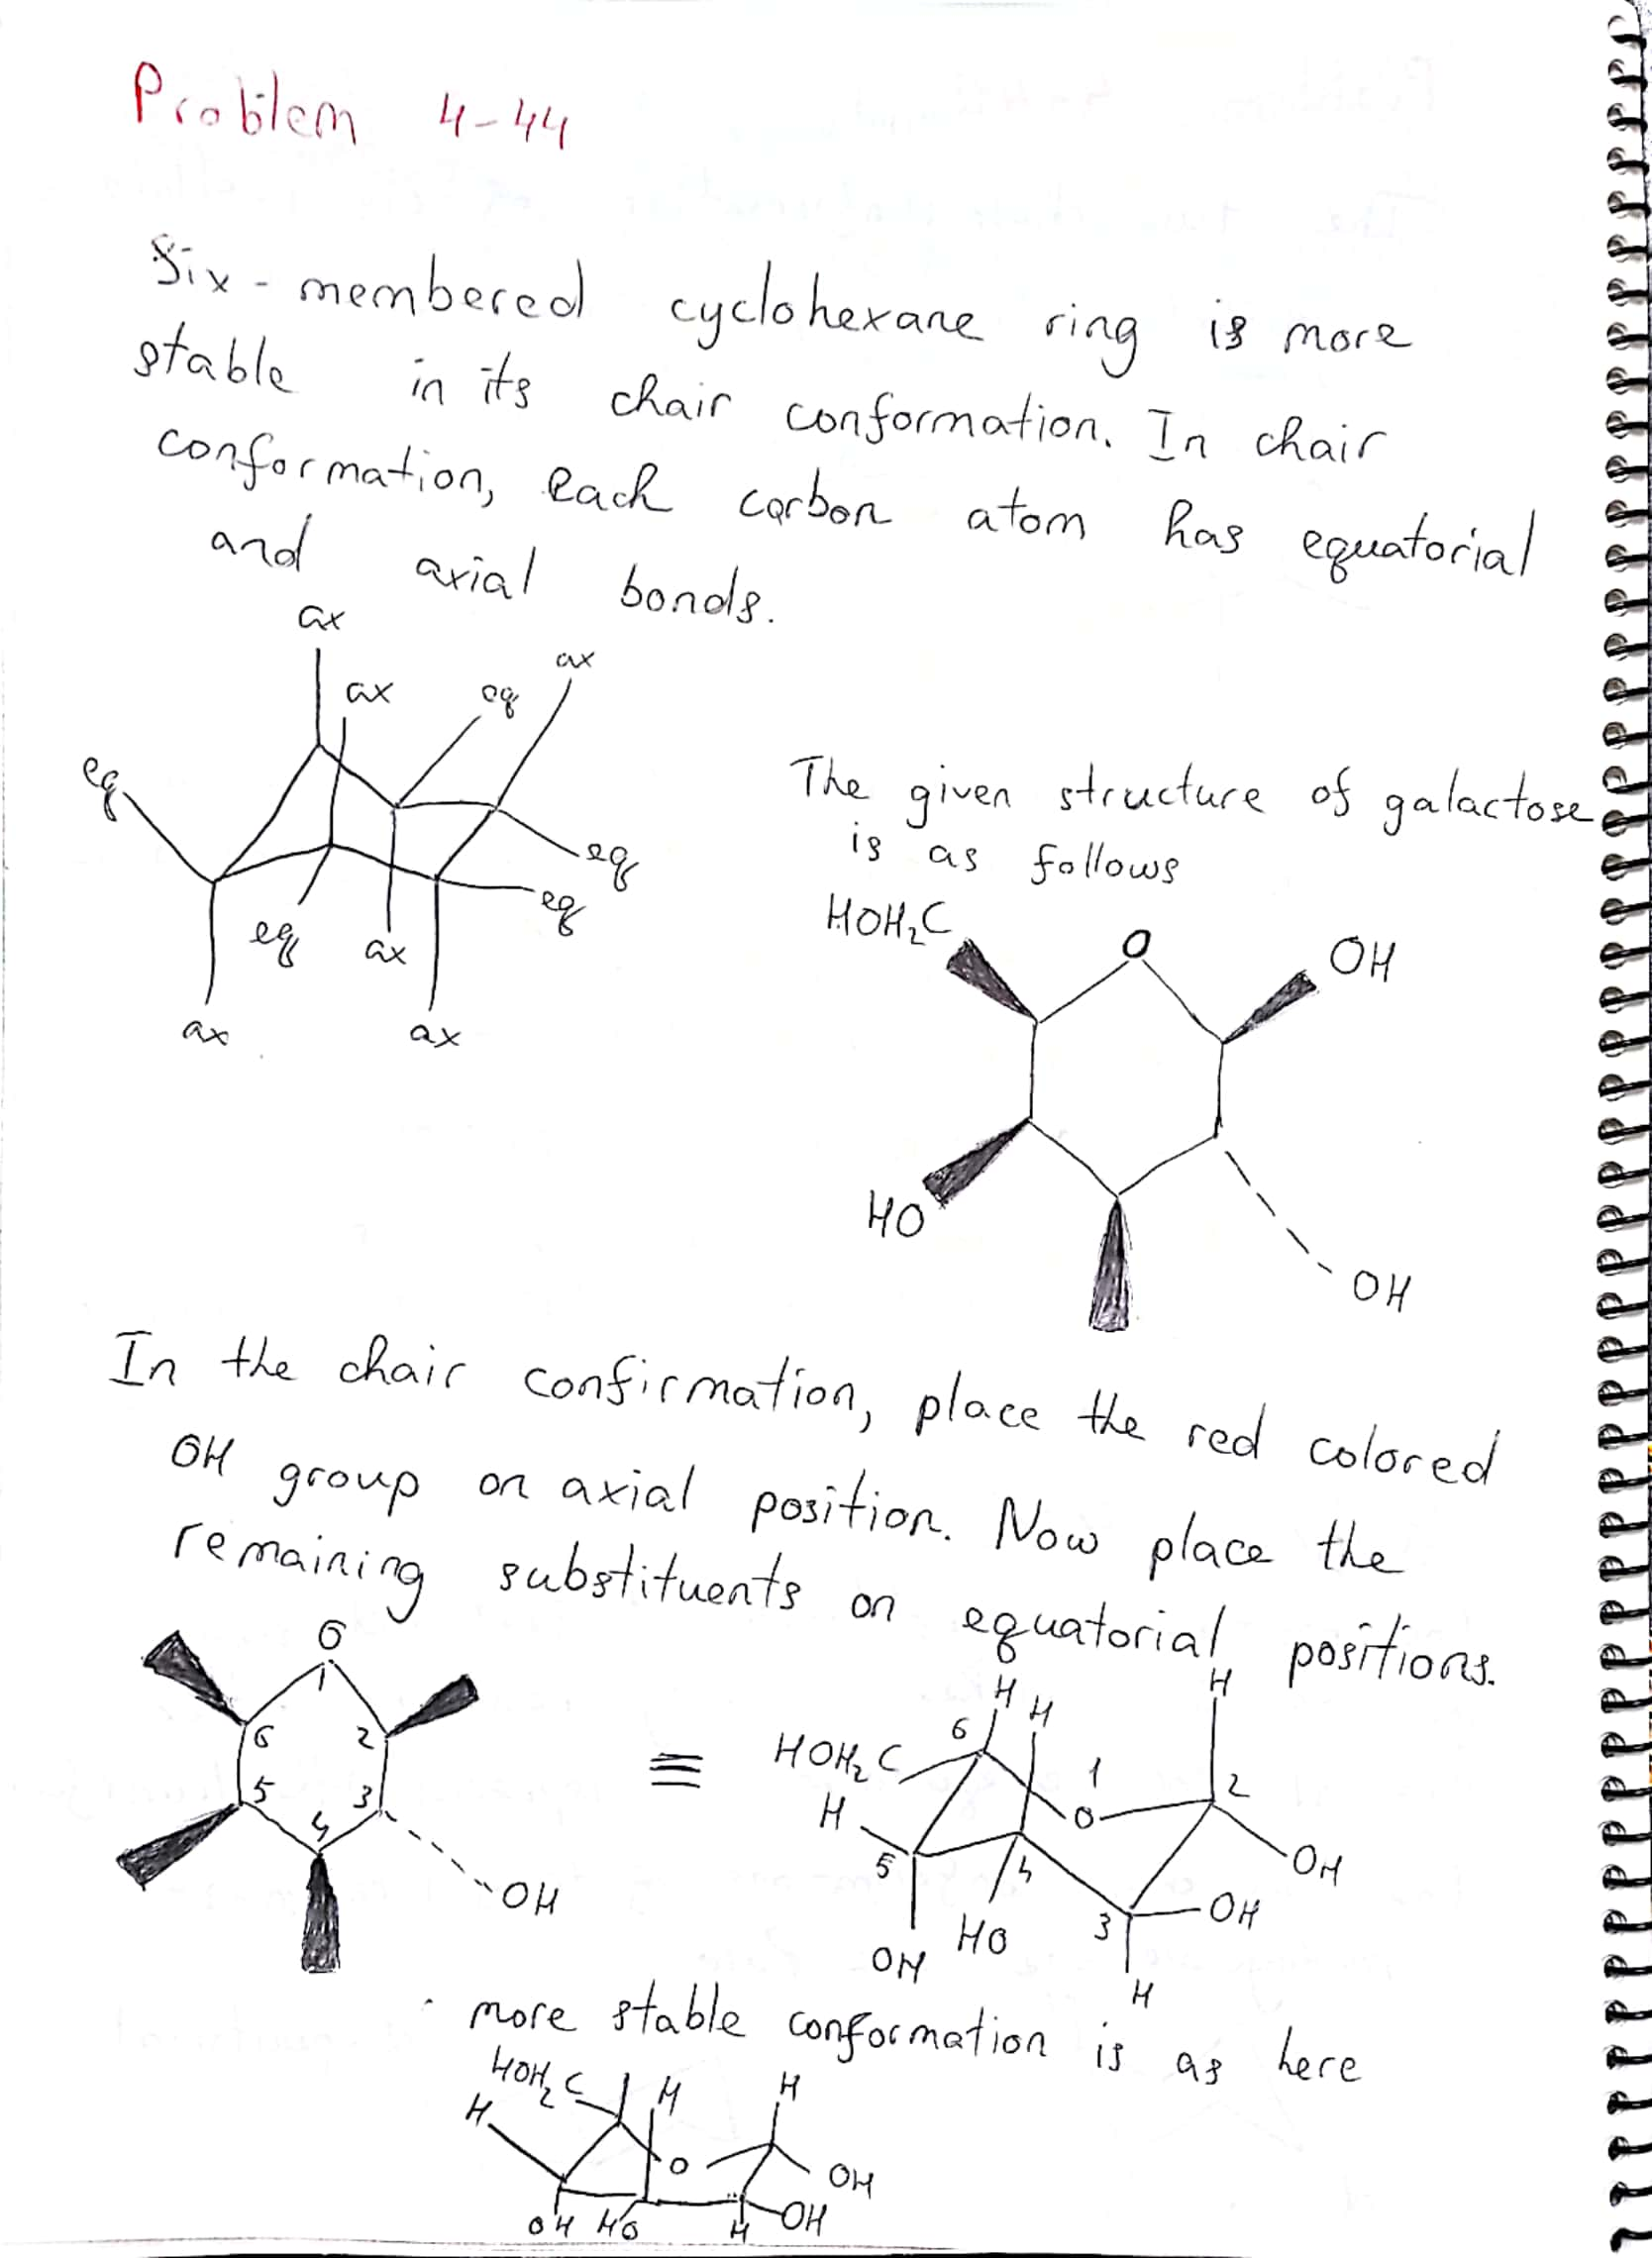 Problem 4-44
Six-membered cyclohexane ring is more
stable in its chair conformation. In chair
conformation, each carbon atom has equatorial
and axial bonds.
ax
ax
ax
eq
eq
eq
eq
eq
ax
ax
ax
The given structure of galactose
is as follows
HOH₂C
O
OH
HO
OH
In the chair confirmation, place the red colored
OH group on axial position. Now place the
remaining substituents on equatorial positions.
O
1
6
2
5
3
4
OH
≡
H
H
H
6
HOH₂C
1
2
H
O
OH
5
4
3
OH
HO
OH
H
more stable conformation is as here
HOH₂C
H
H
H
O
OH
OH
OH
HO
H